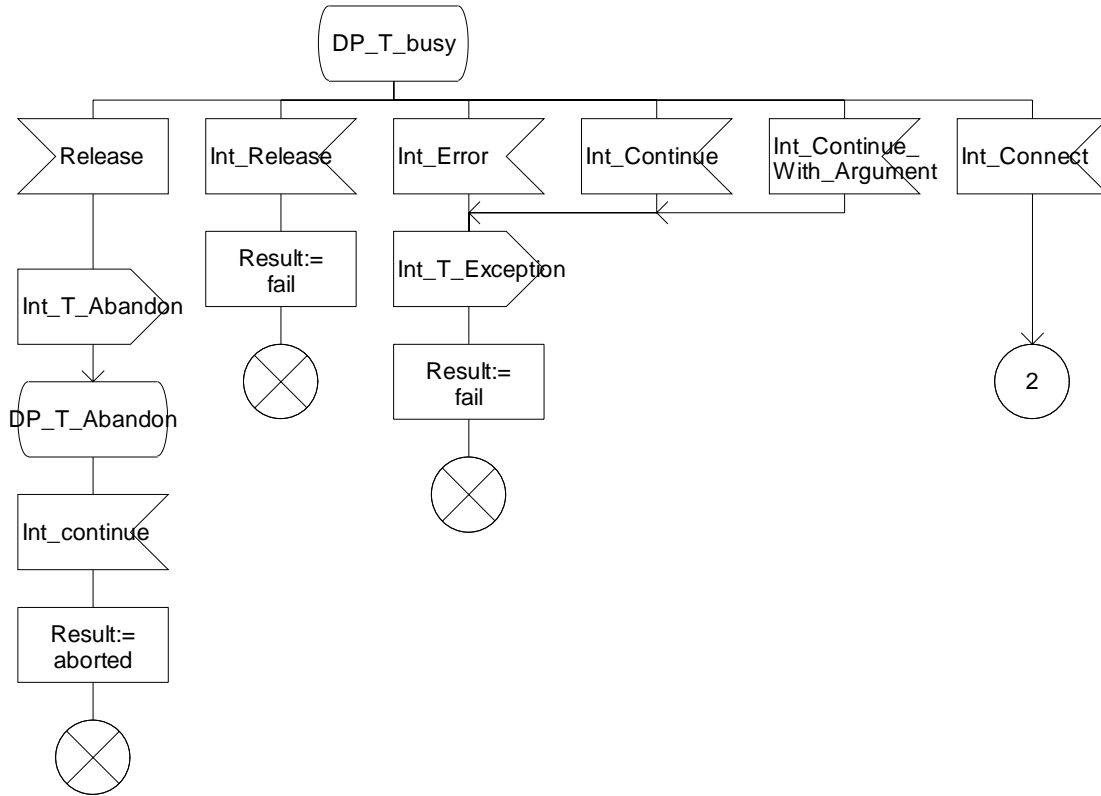 DP_T_busy
Release
Int_Release
Int_Error
Int_Continue
Int_Continue_
With_Argument
Int_Connect
Result:=
fail
Int_T_Exception
Int_T_Abandon
Result:=
fail
2
DP_T_Abandon
Int_continue
Result:=
aborted